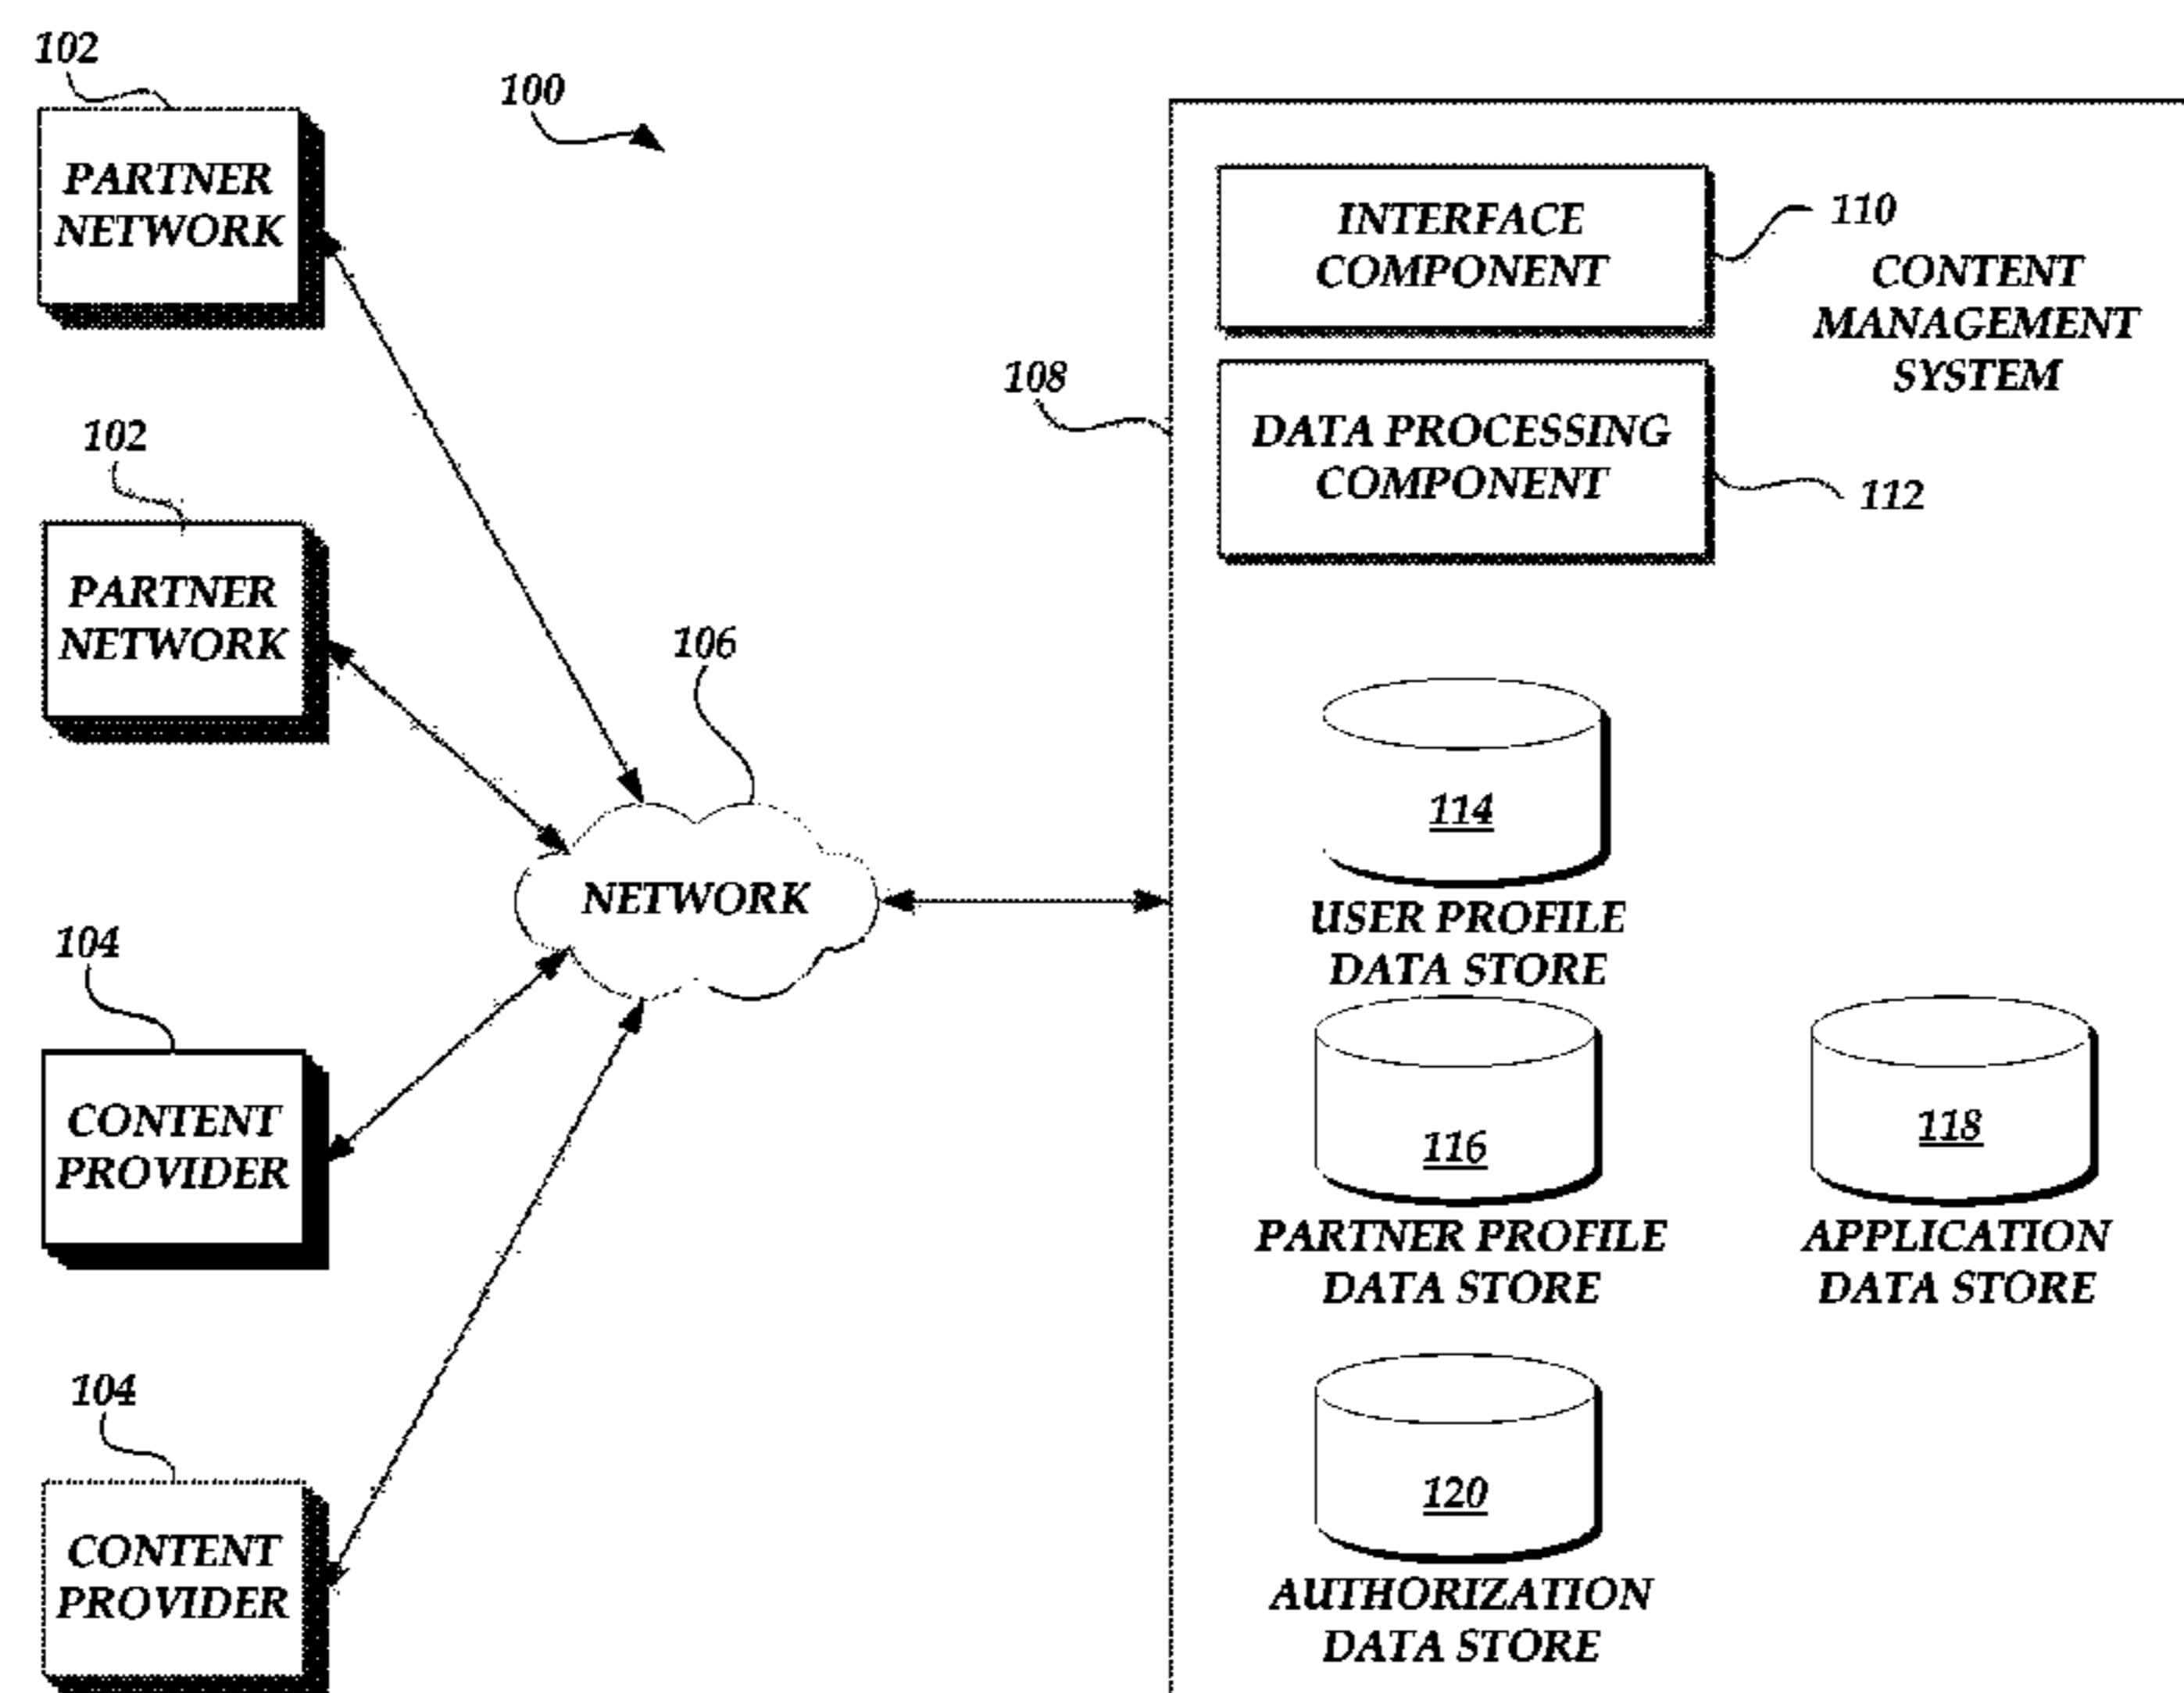 102
PARTNER
NETWORK
100
102
PARTNER
NETWORK
106
NETWORK
104
CONTENT
PROVIDER
104
CONTENT
PROVIDER
108
INTERFACE
COMPONENT
110
CONTENT
MANAGEMENT
SYSTEM
DATA PROCESSING
COMPONENT
112
114
USER PROFILE
DATA STORE
116
PARTNER PROFILE
DATA STORE
118
APPLICATION
DATA STORE
120
AUTHORIZATION
DATA STORE